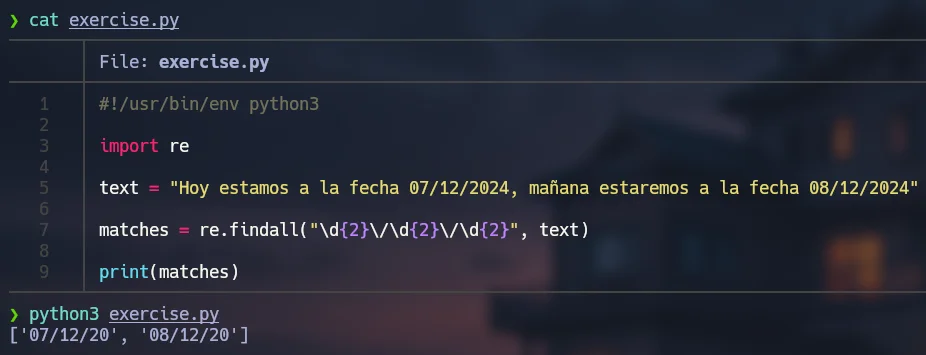 ❯ cat exercise.py
File: exercise.py
1 #!/usr/bin/env python3
2
3 import re
4
5 text = "Hoy estamos a la fecha 07/12/2024, mañana estaremos a la fecha 08/12/2024"
6
7 matches = re.findall("\d{2}\/\d{2}\/\d{2}", text)
8
9 print(matches)
❯ python3 exercise.py
['07/12/20', '08/12/20']